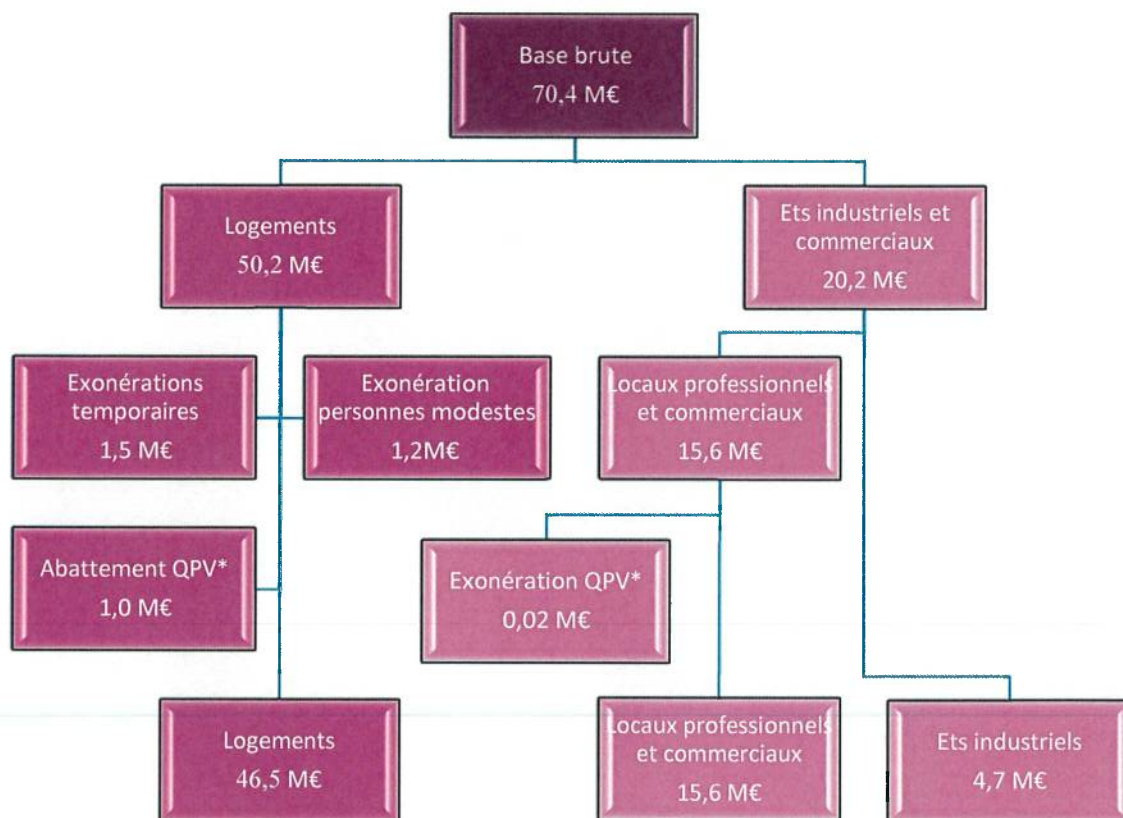 Base brute
70,4 M€
Logements
50,2 M€
Ets industriels et
commerciaux
20,2 M€
Exonérations
temporaires
1,5 M€
Exonération
personnes modestes
1,2M€
Locaux professionnels
et commerciaux
15,6 M€
Abattement QPV*
1,0 M€
Exonération QPV*
0,02 M€
Logements
46,5 M€
Locaux professionnels
et commerciaux
15,6 M€
Ets industriels
4,7 M€